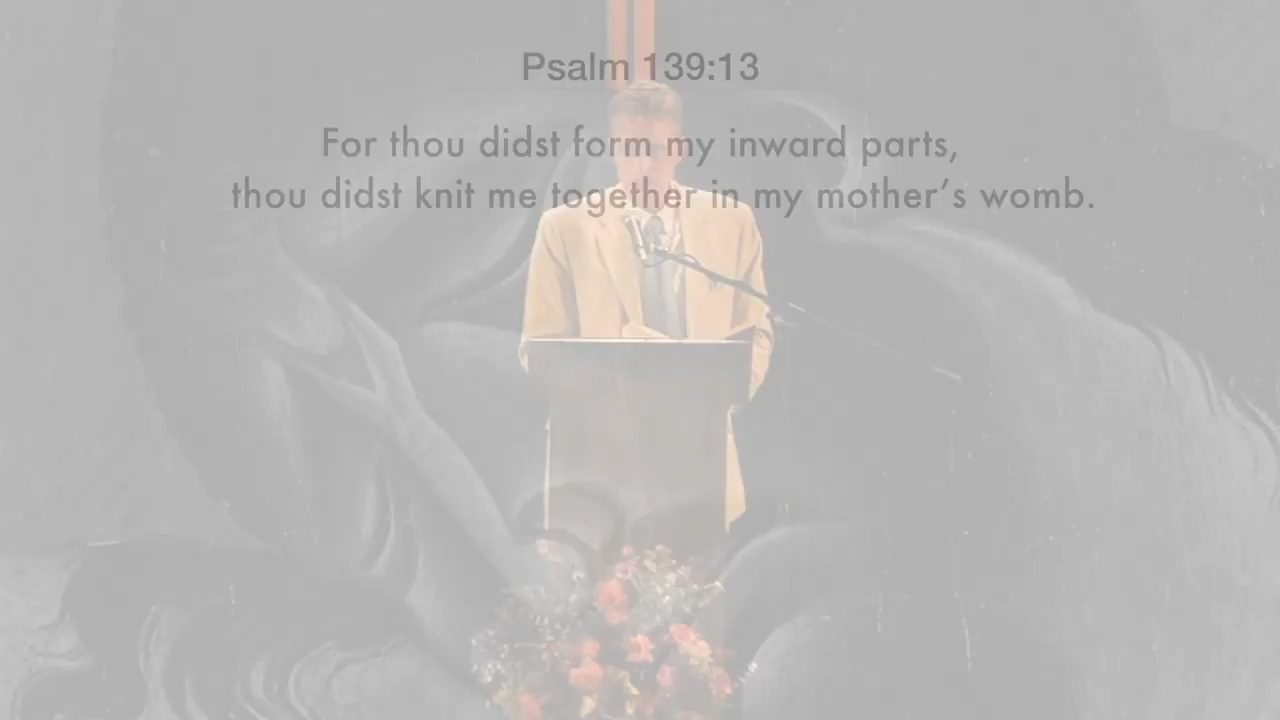 Psalm 139:13
For thou didst form my inward parts,
thou didst knit me together in my mother’s womb.